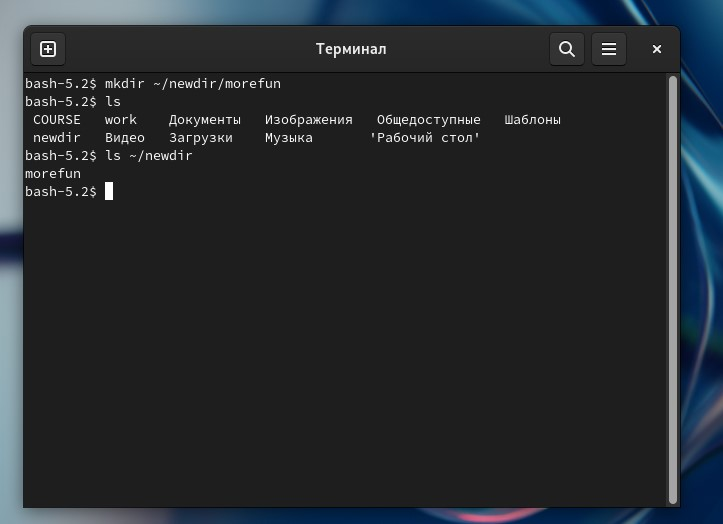 Терминал
bash-5.2$ mkdir ~/newdir/morefun
bash-5.2$ ls
COURSE work Документы Изображения Общедоступные Шаблоны
newdir Видео Загрузки Музыка 'Рабочий стол'
bash-5.2$ ls ~/newdir
morefun
bash-5.2$